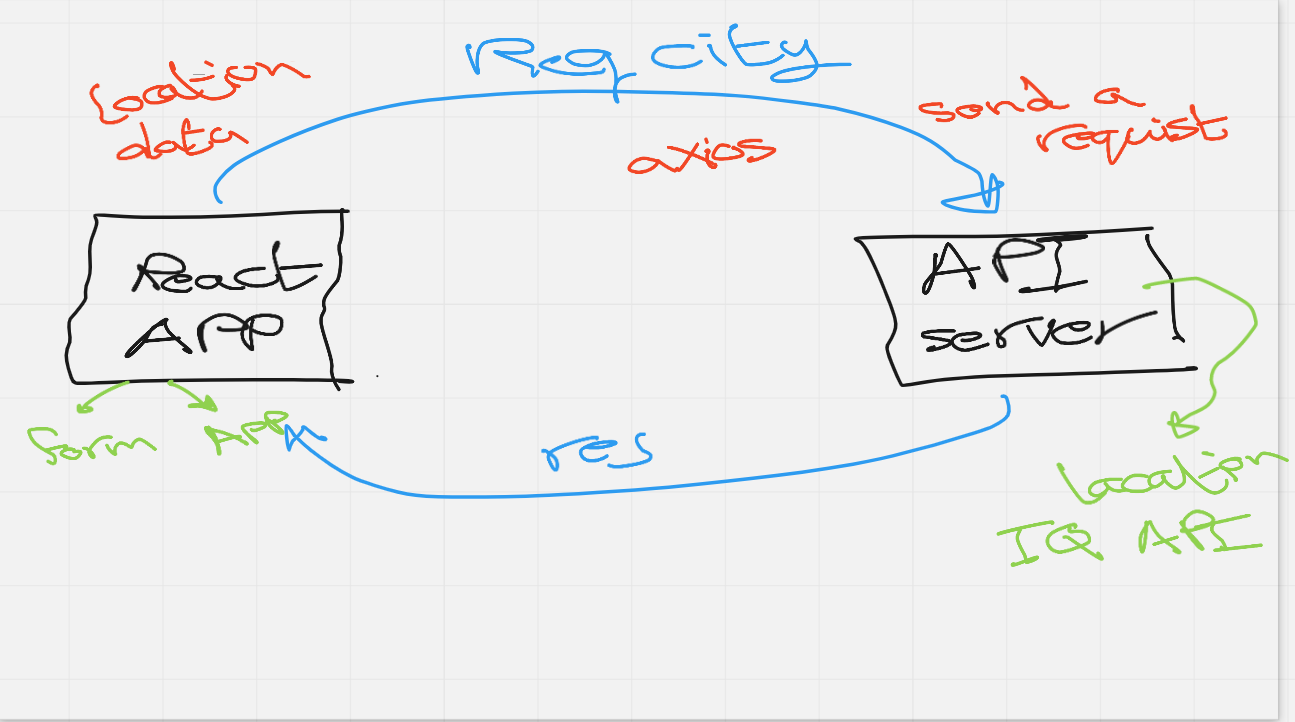 Req city
location
data
send a
requist
axios
React
APP
API
server
Form
APP
res
Location
IQ API